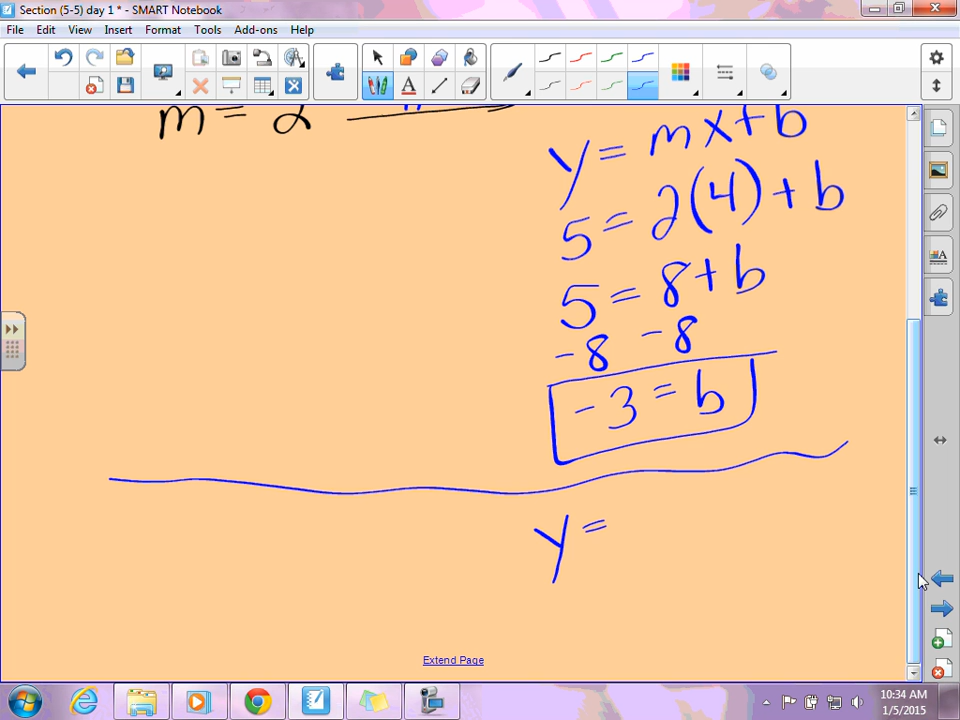 Section (5-5) day 1 * - SMART Notebook
File Edit View Insert Format Tools Add-ons Help
m = 2
y = mx+b
5 = 2(4) + b
5 = 8+b
-8 -8
-3 = b
y =
Extend Page
10:34 AM
1/5/2015